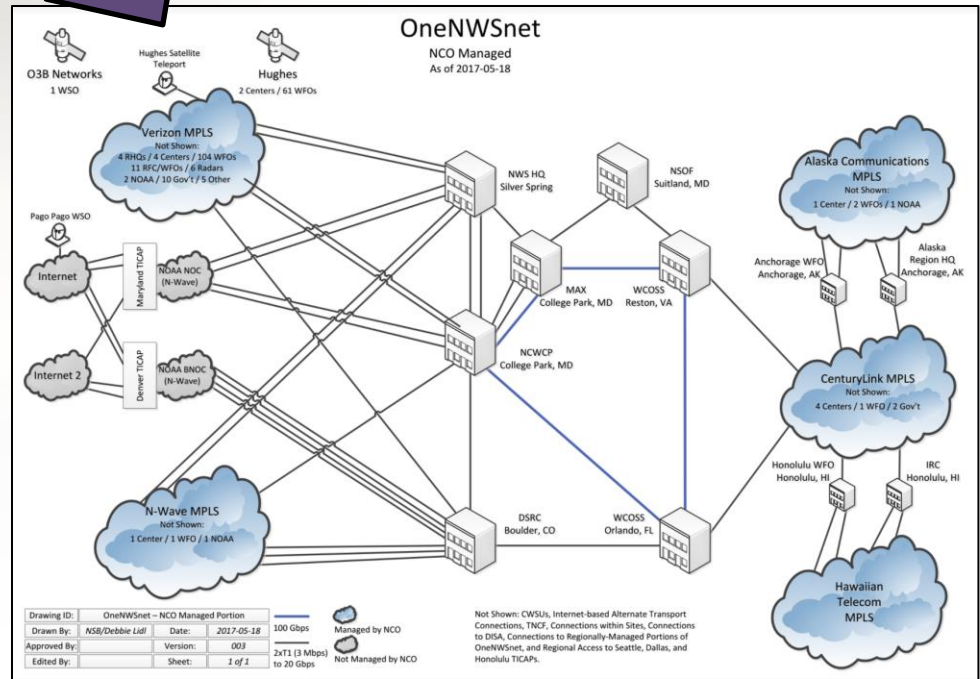 OneNWSnet
NCO Managed
As of 2017-05-18
O3B Networks
1 WSO
Hughes Satellite
Teleport
Hughes
2 Centers / 61 WFOs
Verizon MPLS
Not Shown:
4 RHQs / 4 Centers / 104 WFOs
11 RFC/WFOs / 6 Radars
2 NOAA / 10 Gov't / 5 Other
NWS HQ
Silver Spring
NSOF
Suitland, MD
Alaska Communications
MPLS
Not Shown:
1 Center / 2 WFOs / 1 NOAA
Pago Pago WSO
Internet
Maryland TICAP
NOAA NOC
(N-Wave)
MAX
College Park, MD
WCOSS
Reston, VA
Anchorage WFO
Anchorage, AK
Alaska
Region HQ
Anchorage, AK
Internet 2
Denver TICAP
NOAA BNOC
(N-Wave)
NCWCP
College Park, MD
CenturyLink MPLS
Not Shown:
4 Centers / 1 WFO / 2 Gov't
Honolulu WFO
Honolulu, HI
IRC
Honolulu, HI
N-Wave MPLS
Not Shown:
1 Center / 1 WFO / 1 NOAA
DSRC
Boulder, CO
WCOSS
Orlando, FL
Hawaiian
Telecom
MPLS
Drawing ID: OneNWSnet – NCO Managed Portion
Drawn By: NSB/Debbie Lidl Date: 2017-05-18
Approved By: Version: 003
Edited By: Sheet: 1 of 1
100 Gbps
2xT1 (3 Mbps)
to 20 Gbps
Managed by NCO
Not Managed by NCO
Not Shown: CWSUs, Internet-based Alternate Transport
Connections, TNCF, Connections within Sites, Connections
to DISA, Connections to Regionally-Managed Portions of
OneNWSnet, and Regional Access to Seattle, Dallas, and
Honolulu TICAPs.